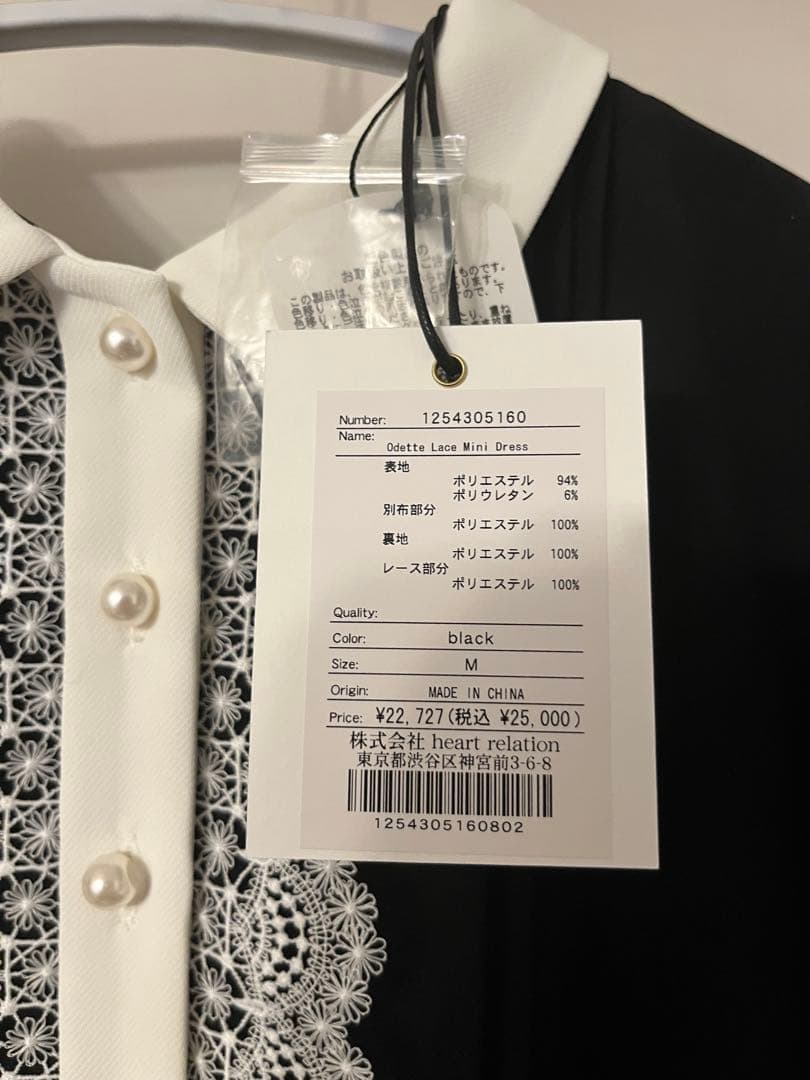 Number: 1254305160
Name:
Odette Lace Mini Dress
表地
ポリエステル 94%
ポリウレタン 6%
別布部分
ポリエステル 100%
裏地
ポリエステル 100%
レース部分
ポリエステル 100%
Quality:
Color: black
Size: M
Origin: MADE IN CHINA
Price: ¥22,727(税込 ¥25,000)
株式会社 heart relation
東京都渋谷区神宮前3-6-8
1254305160802